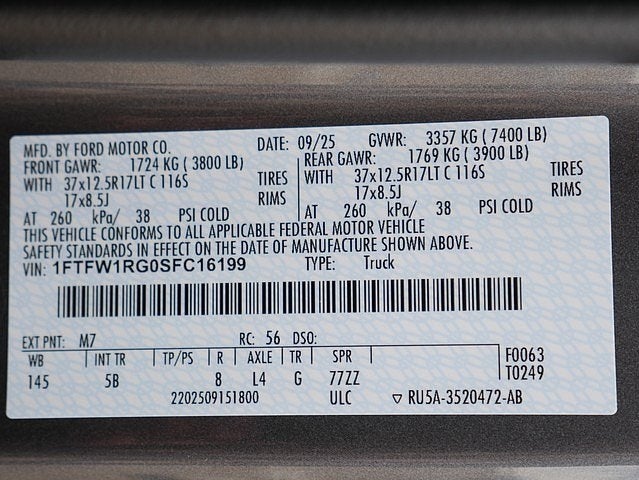 MFD. BY FORD MOTOR CO. DATE: 09/25 GVWR: 3357 KG ( 7400 LB)
FRONT GAWR: 1724 KG ( 3800 LB) REAR GAWR: 1769 KG ( 3900 LB)
WITH 37x12.5R17LT C 116S TIRES WITH 37x12.5R17LT C 116S TIRES
17x8.5J RIMS 17x8.5J RIMS
AT 260 kPa/ 38 PSI COLD AT 260 kPa/ 38 PSI COLD
THIS VEHICLE CONFORMS TO ALL APPLICABLE FEDERAL MOTOR VEHICLE
SAFETY STANDARDS IN EFFECT ON THE DATE OF MANUFACTURE SHOWN ABOVE.
VIN: 1FTFW1RG0SFC16199 TYPE: Truck
EXT PNT: M7 RC: 56 DSO:
WB INT TR TP/PS R AXLE TR SPR F0063
145 5B 8 L4 G 77ZZ T0249
2202509151800 ULC ▽ RU5A-3520472-AB